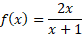 f(x) = 2x / x + 1